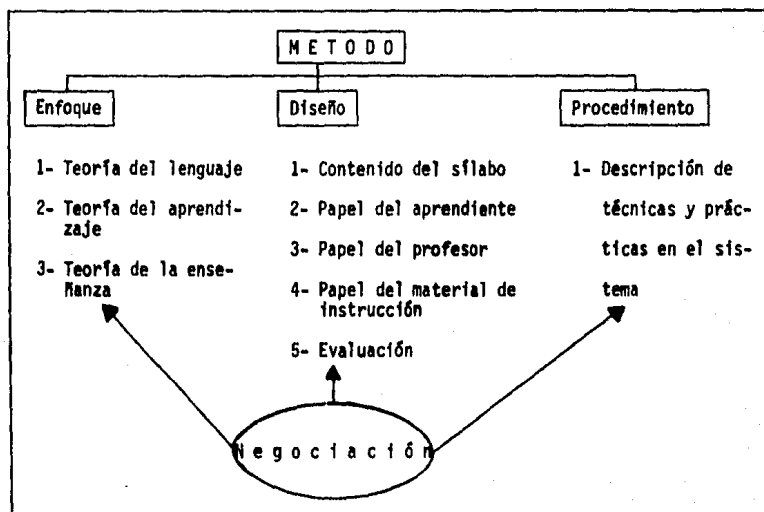 M E T O D O
Enfoque
1- Teoría del lenguaje
2- Teoría del aprendi-
zaje
3- Teoría de la ense-
ñanza
Diseño
1- Contenido del sílabo
2- Papel del aprendiente
3- Papel del profesor
4- Papel del material de
instrucción
5- Evaluación
Procedimiento
1- Descripción de
técnicas y prác-
ticas en el sis-
tema
N e g o c i a c i ó n